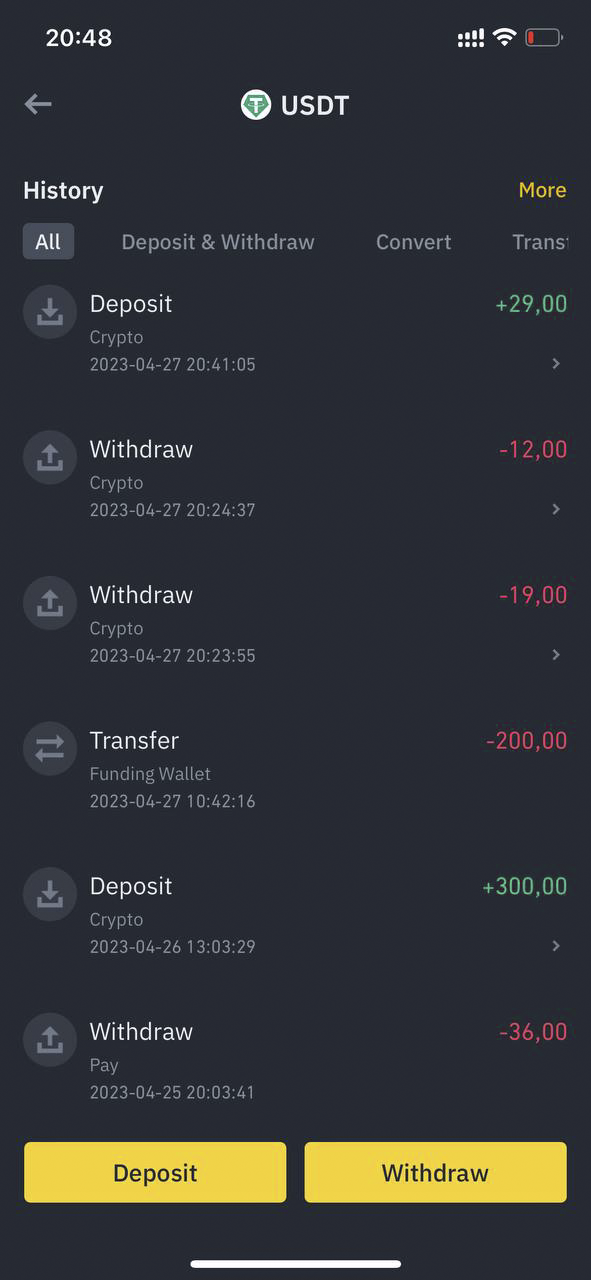 20:48
USDT
History
More
All
Deposit & Withdraw
Convert
Trans
Deposit
+29,00
Crypto
2023-04-27 20:41:05
Withdraw
-12,00
Crypto
2023-04-27 20:24:37
Withdraw
-19,00
Crypto
2023-04-27 20:23:55
Transfer
-200,00
Funding Wallet
2023-04-27 10:42:16
Deposit
+300,00
Crypto
2023-04-26 13:03:29
Withdraw
-36,00
Pay
2023-04-25 20:03:41
Deposit
Withdraw